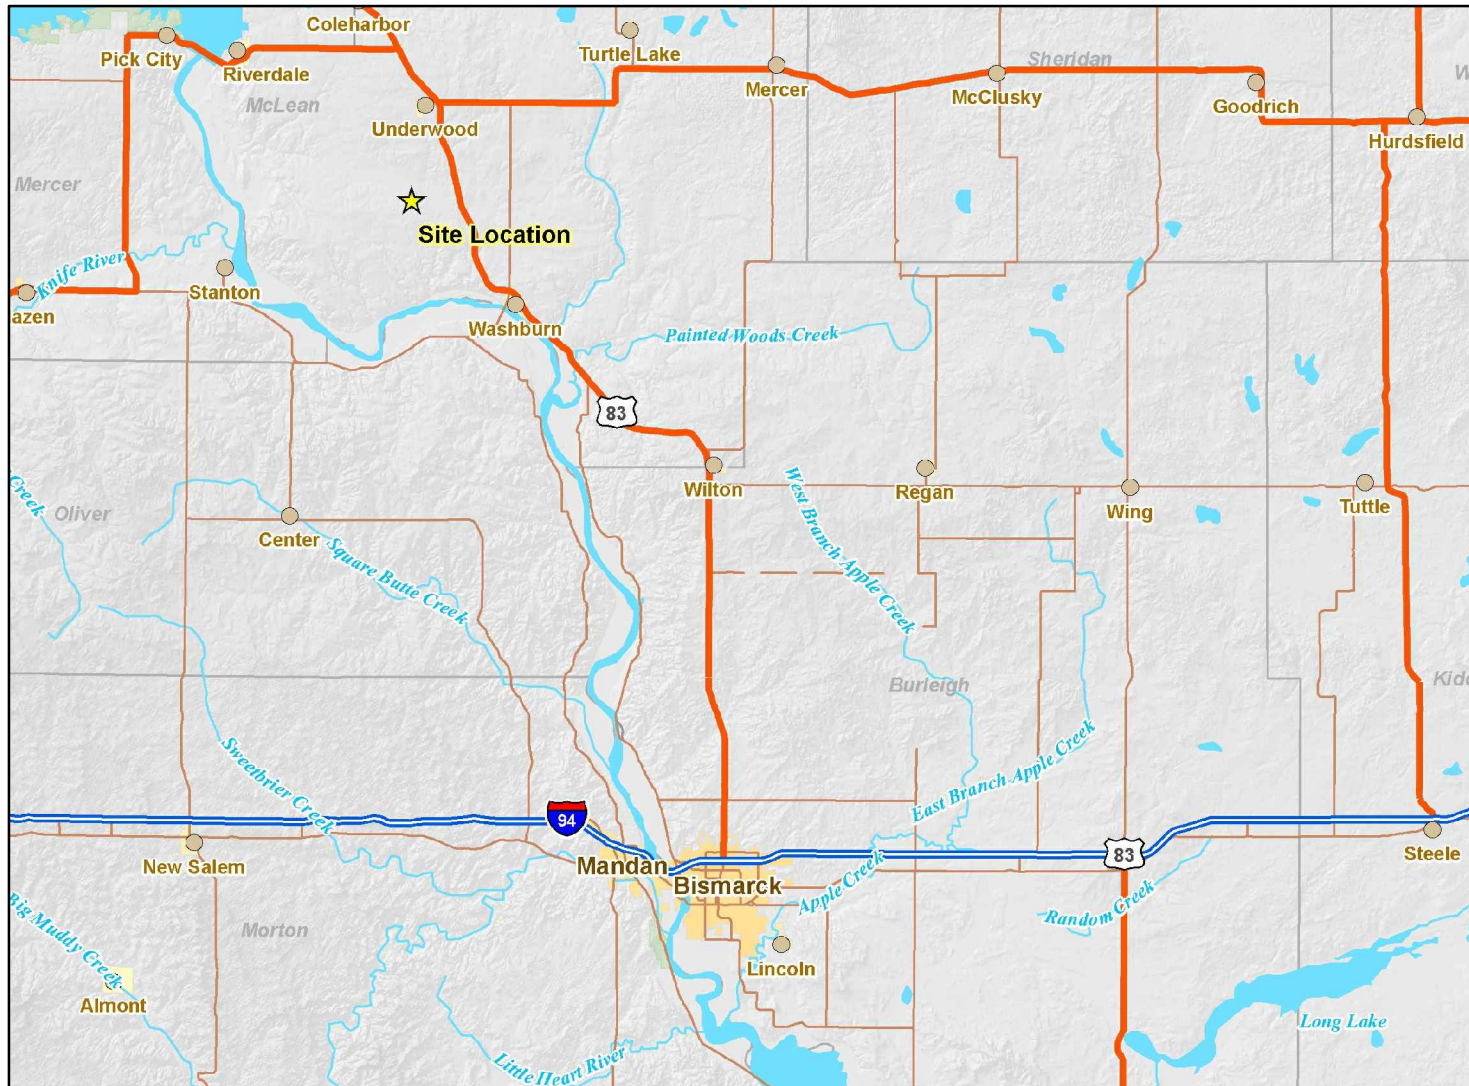 Coleharbor
Pick City
Riverdale
Turtle Lake
Sheridan
Mercer
McClusky
McLean
Goodrich
Underwood
Hurdsfield
Mercer
Site Location
Knife River
Stanton
azen
Washburn
Painted Woods Creek
83
Wilton
West Branch Apple Creek
Regan
Wing
Tuttle
Creek
Oliver
Center
Square Butte Creek
Burleigh
Kidd
Sweetbrier Creek
East Branch Apple Creek
94
New Salem
Mandan
Bismarck
83
Steele
Apple Creek
Random Creek
Big Muddy Creek
Morton
Lincoln
Almont
Long Lake
Little Heart River